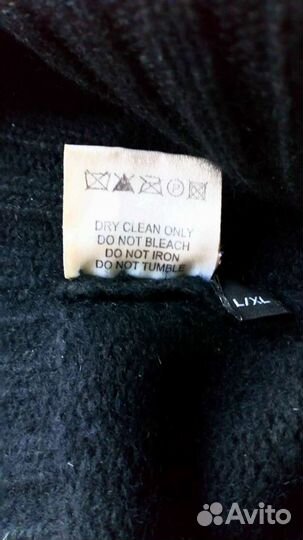 DRY CLEAN ONLY
DO NOT BLEACH
DO NOT IRON
DO NOT TUMBLE
L/XL
Avito